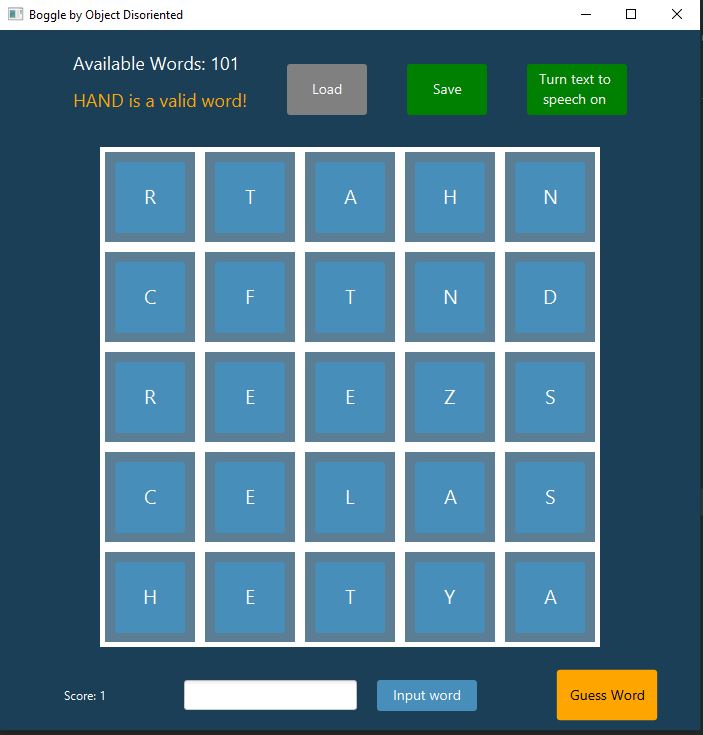 Boggle by Object Disoriented
Available Words: 101
HAND is a valid word!
Load
Save
Turn text to
speech on
R T A H N
C F T N D
R E E Z S
C E L A S
H E T Y A
Score: 1
Input word
Guess Word